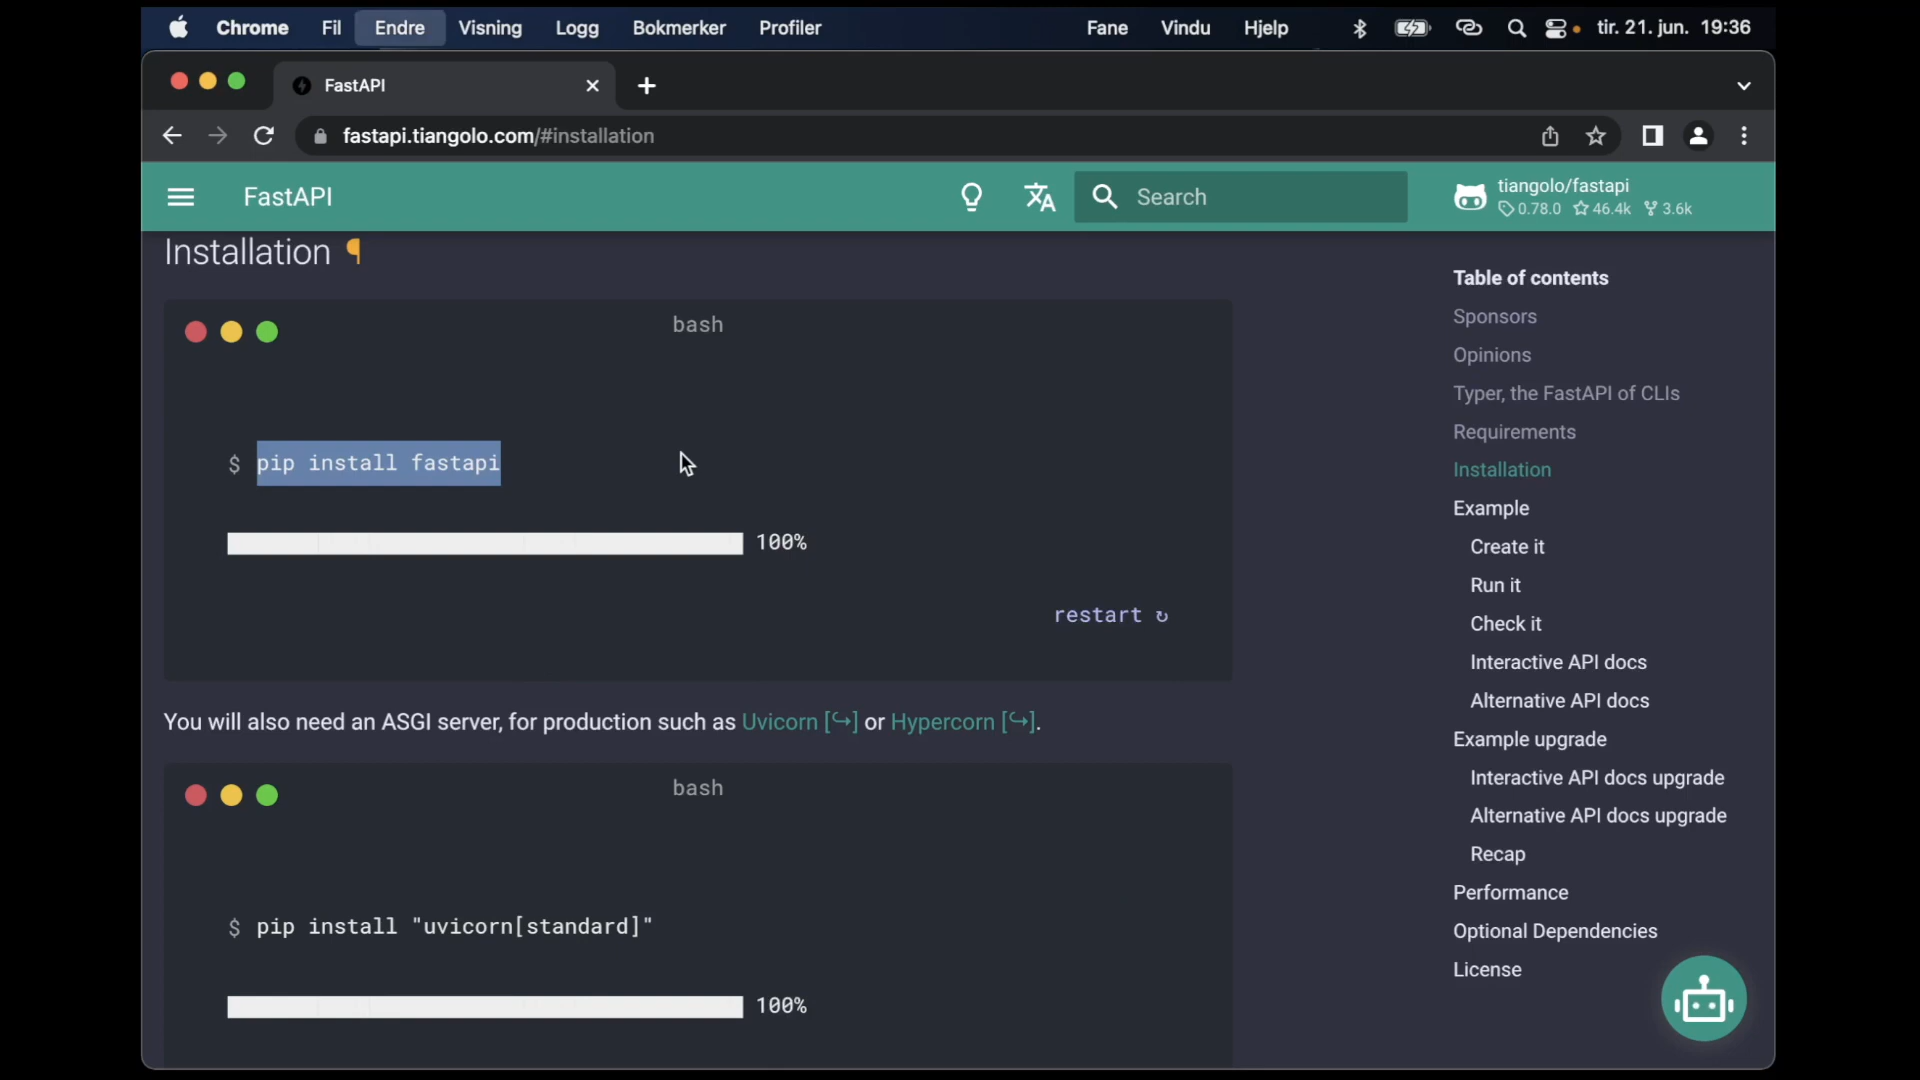 Chrome Fil Endre Visning Logg Bokmerker Profiler Fane Vindu Hjelp tir. 21. jun. 19:36
FastAPI
fastapi.tiangolo.com/#installation
FastAPI
Search
tiangolo/fastapi
0.78.0 46.4k 3.6k
Installation ¶
bash
$ pip install fastapi
100%
restart ↻
You will also need an ASGI server, for production such as Uvicorn [↪] or Hypercorn [↪].
bash
$ pip install "uvicorn[standard]"
100%
Table of contents
Sponsors
Opinions
Typer, the FastAPI of CLIs
Requirements
Installation
Example
Create it
Run it
Check it
Interactive API docs
Alternative API docs
Example upgrade
Interactive API docs upgrade
Alternative API docs upgrade
Recap
Performance
Optional Dependencies
License